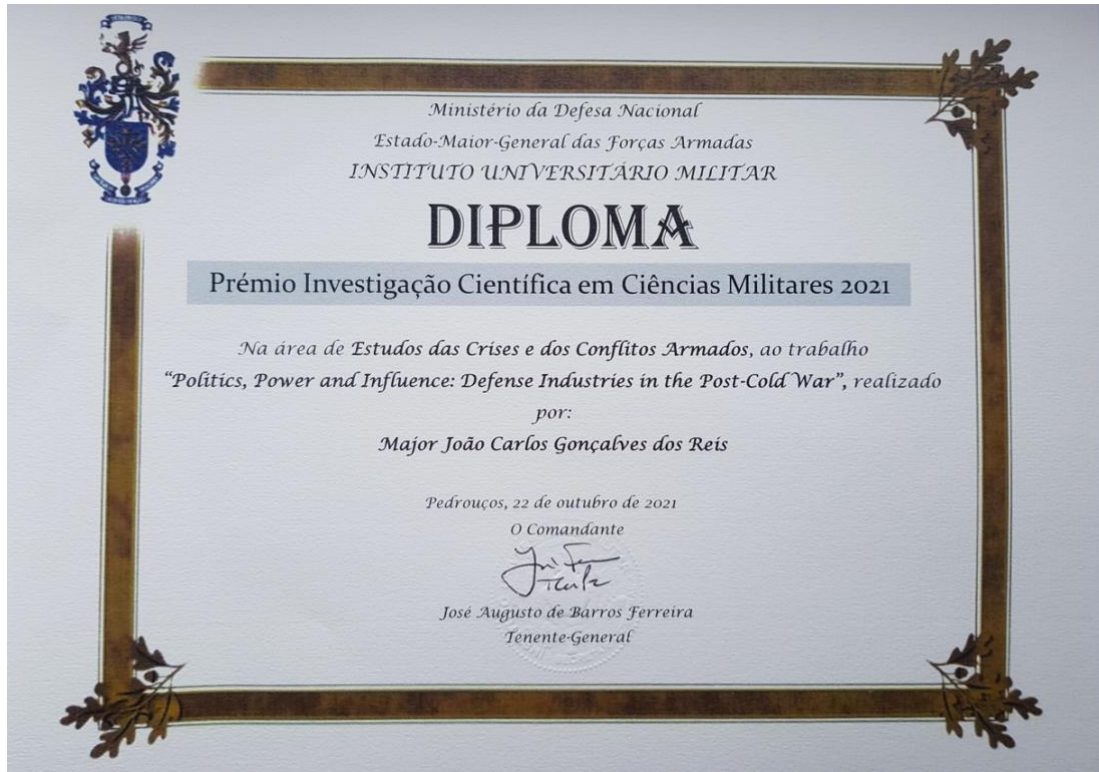 Ministério da Defesa Nacional
Estado-Maior-General das Forças Armadas
INSTITUTO UNIVERSITÁRIO MILITAR
DIPLOMA
Prémio Investigação Científica em Ciências Militares 2021
Na área de Estudos das Crises e dos Conflitos Armados, ao trabalho
“Politics, Power and Influence: Defense Industries in the Post-Cold War”, realizado
por:
Major João Carlos Gonçalves dos Reis
Pedrouços, 22 de outubro de 2021
O Comandante
José Augusto de Barros Ferreira
Tenente-General